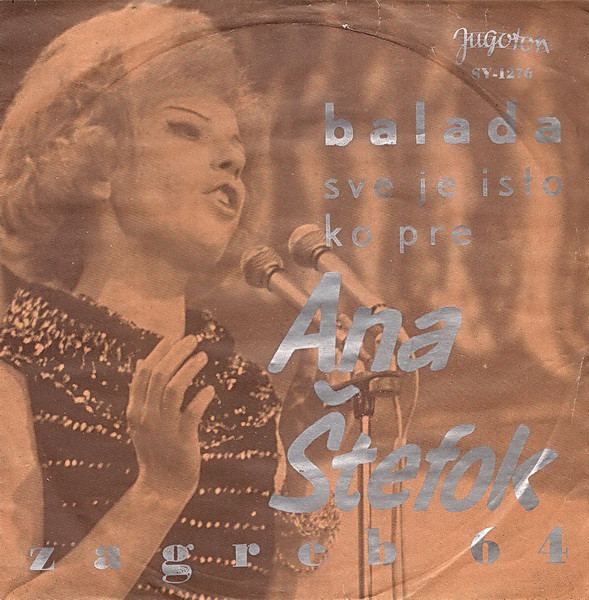 Jugoton
SY-1276
balada
sve je isto
ko pre
Ana
Štefok
zagreb 64